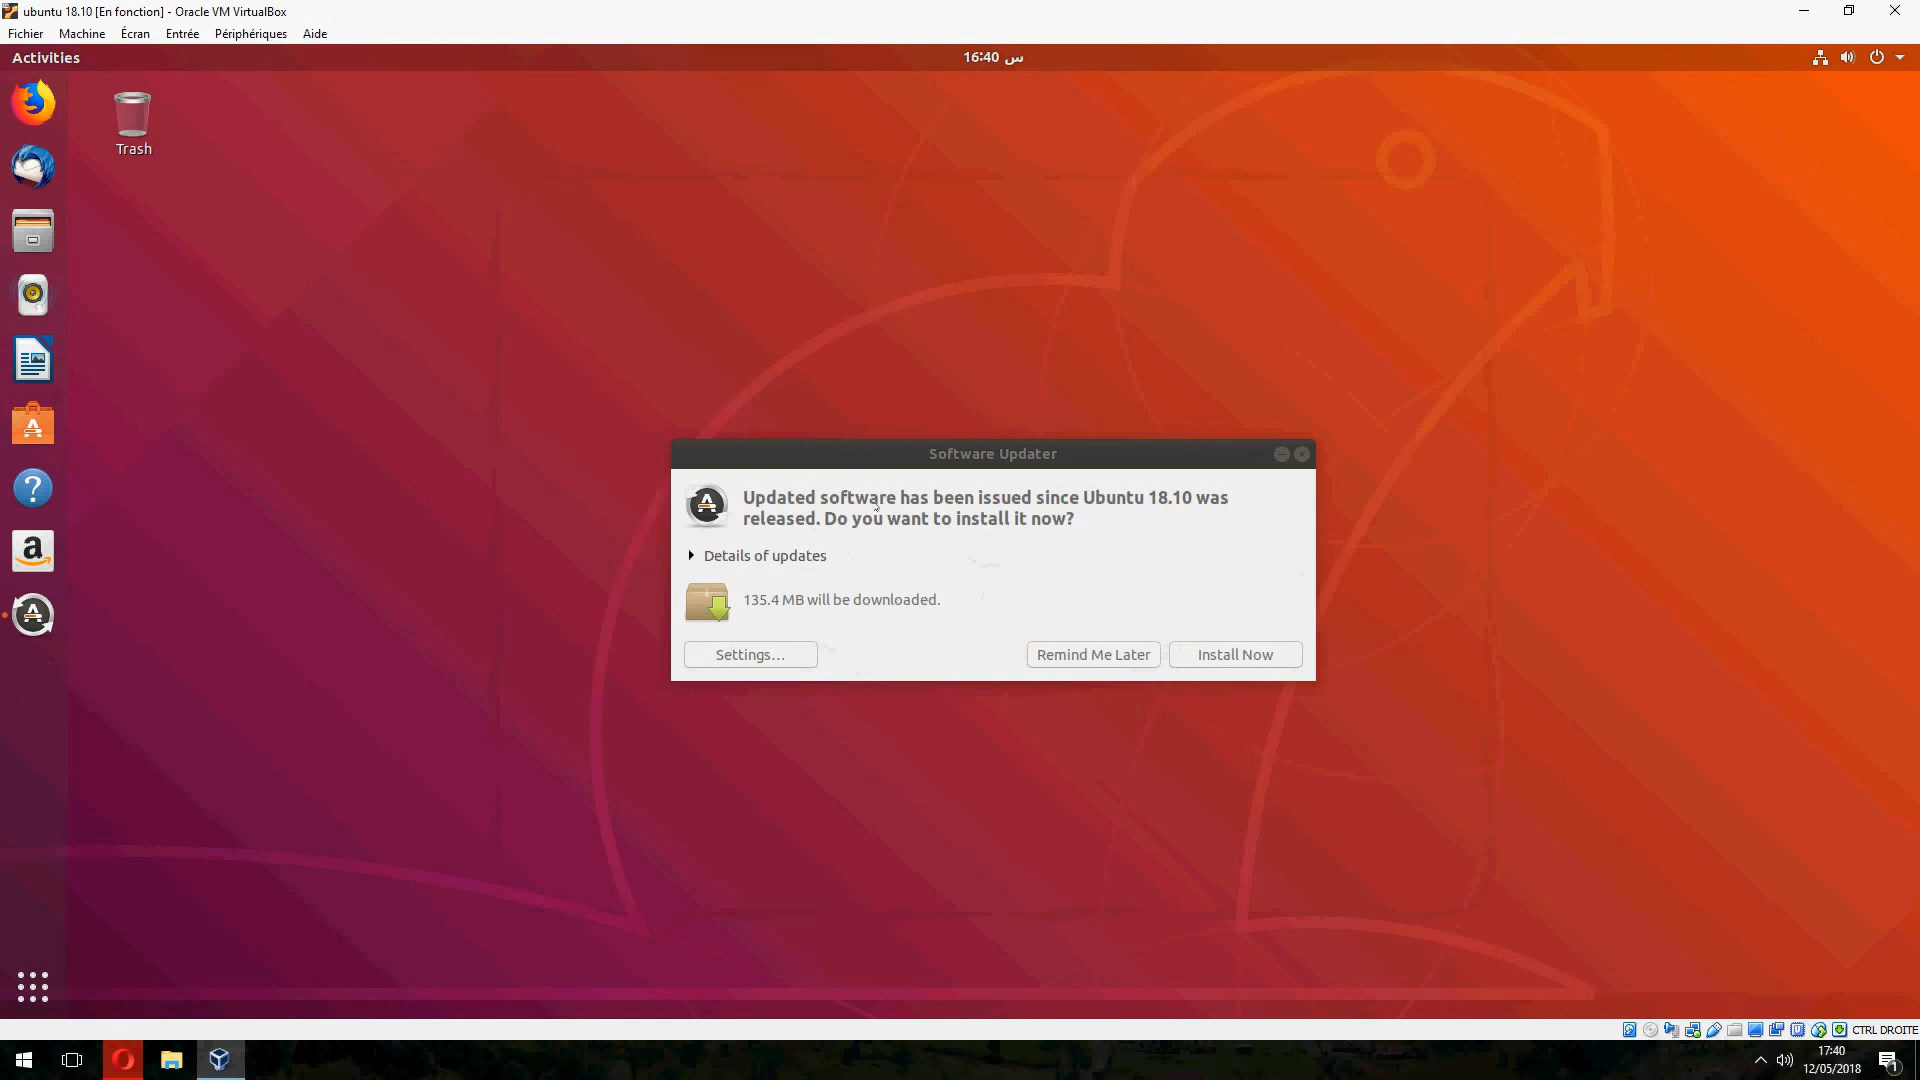 ubuntu 18.10 [En fonction] - Oracle VM VirtualBox
Fichier Machine Écran Entrée Périphériques Aide
Activities
16:40 س
Trash
Software Updater
Updated software has been issued since Ubuntu 18.10 was
released. Do you want to install it now?
Details of updates
135.4 MB will be downloaded.
Settings…
Remind Me Later
Install Now
CTRL DROITE
17:40
12/05/2018
1